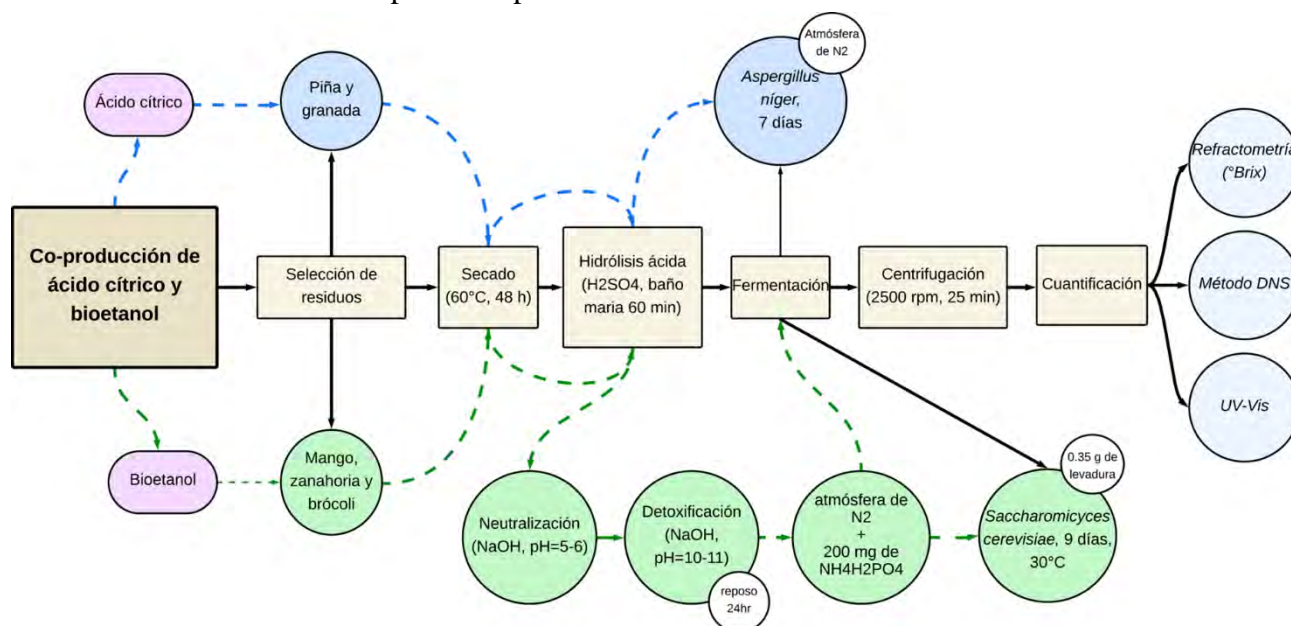 Atmósfera
de N2
Ácido cítrico
Piña y
granada
Aspergillus
níger,
7 días
Refractometría
(°Brix)
Co-producción de
ácido cítrico y
bioetanol
Selección de
residuos
Secado
(60°C, 48 h)
Hidrólisis ácida
(H2SO4, baño
maria 60 min)
Fermentación
Centrifugación
(2500 rpm, 25 min)
Cuantificación
Método DNS
UV-Vis
Bioetanol
Mango,
zanahoria y
brócoli
Neutralización
(NaOH, pH=5-6)
Detoxificación
(NaOH,
pH=10-11)
reposo
24hr
atmósfera de
N2
+
200 mg de
NH4H2PO4
0.35 g de
levadura
Saccharomicyces
cerevisiae, 9 días,
30°C